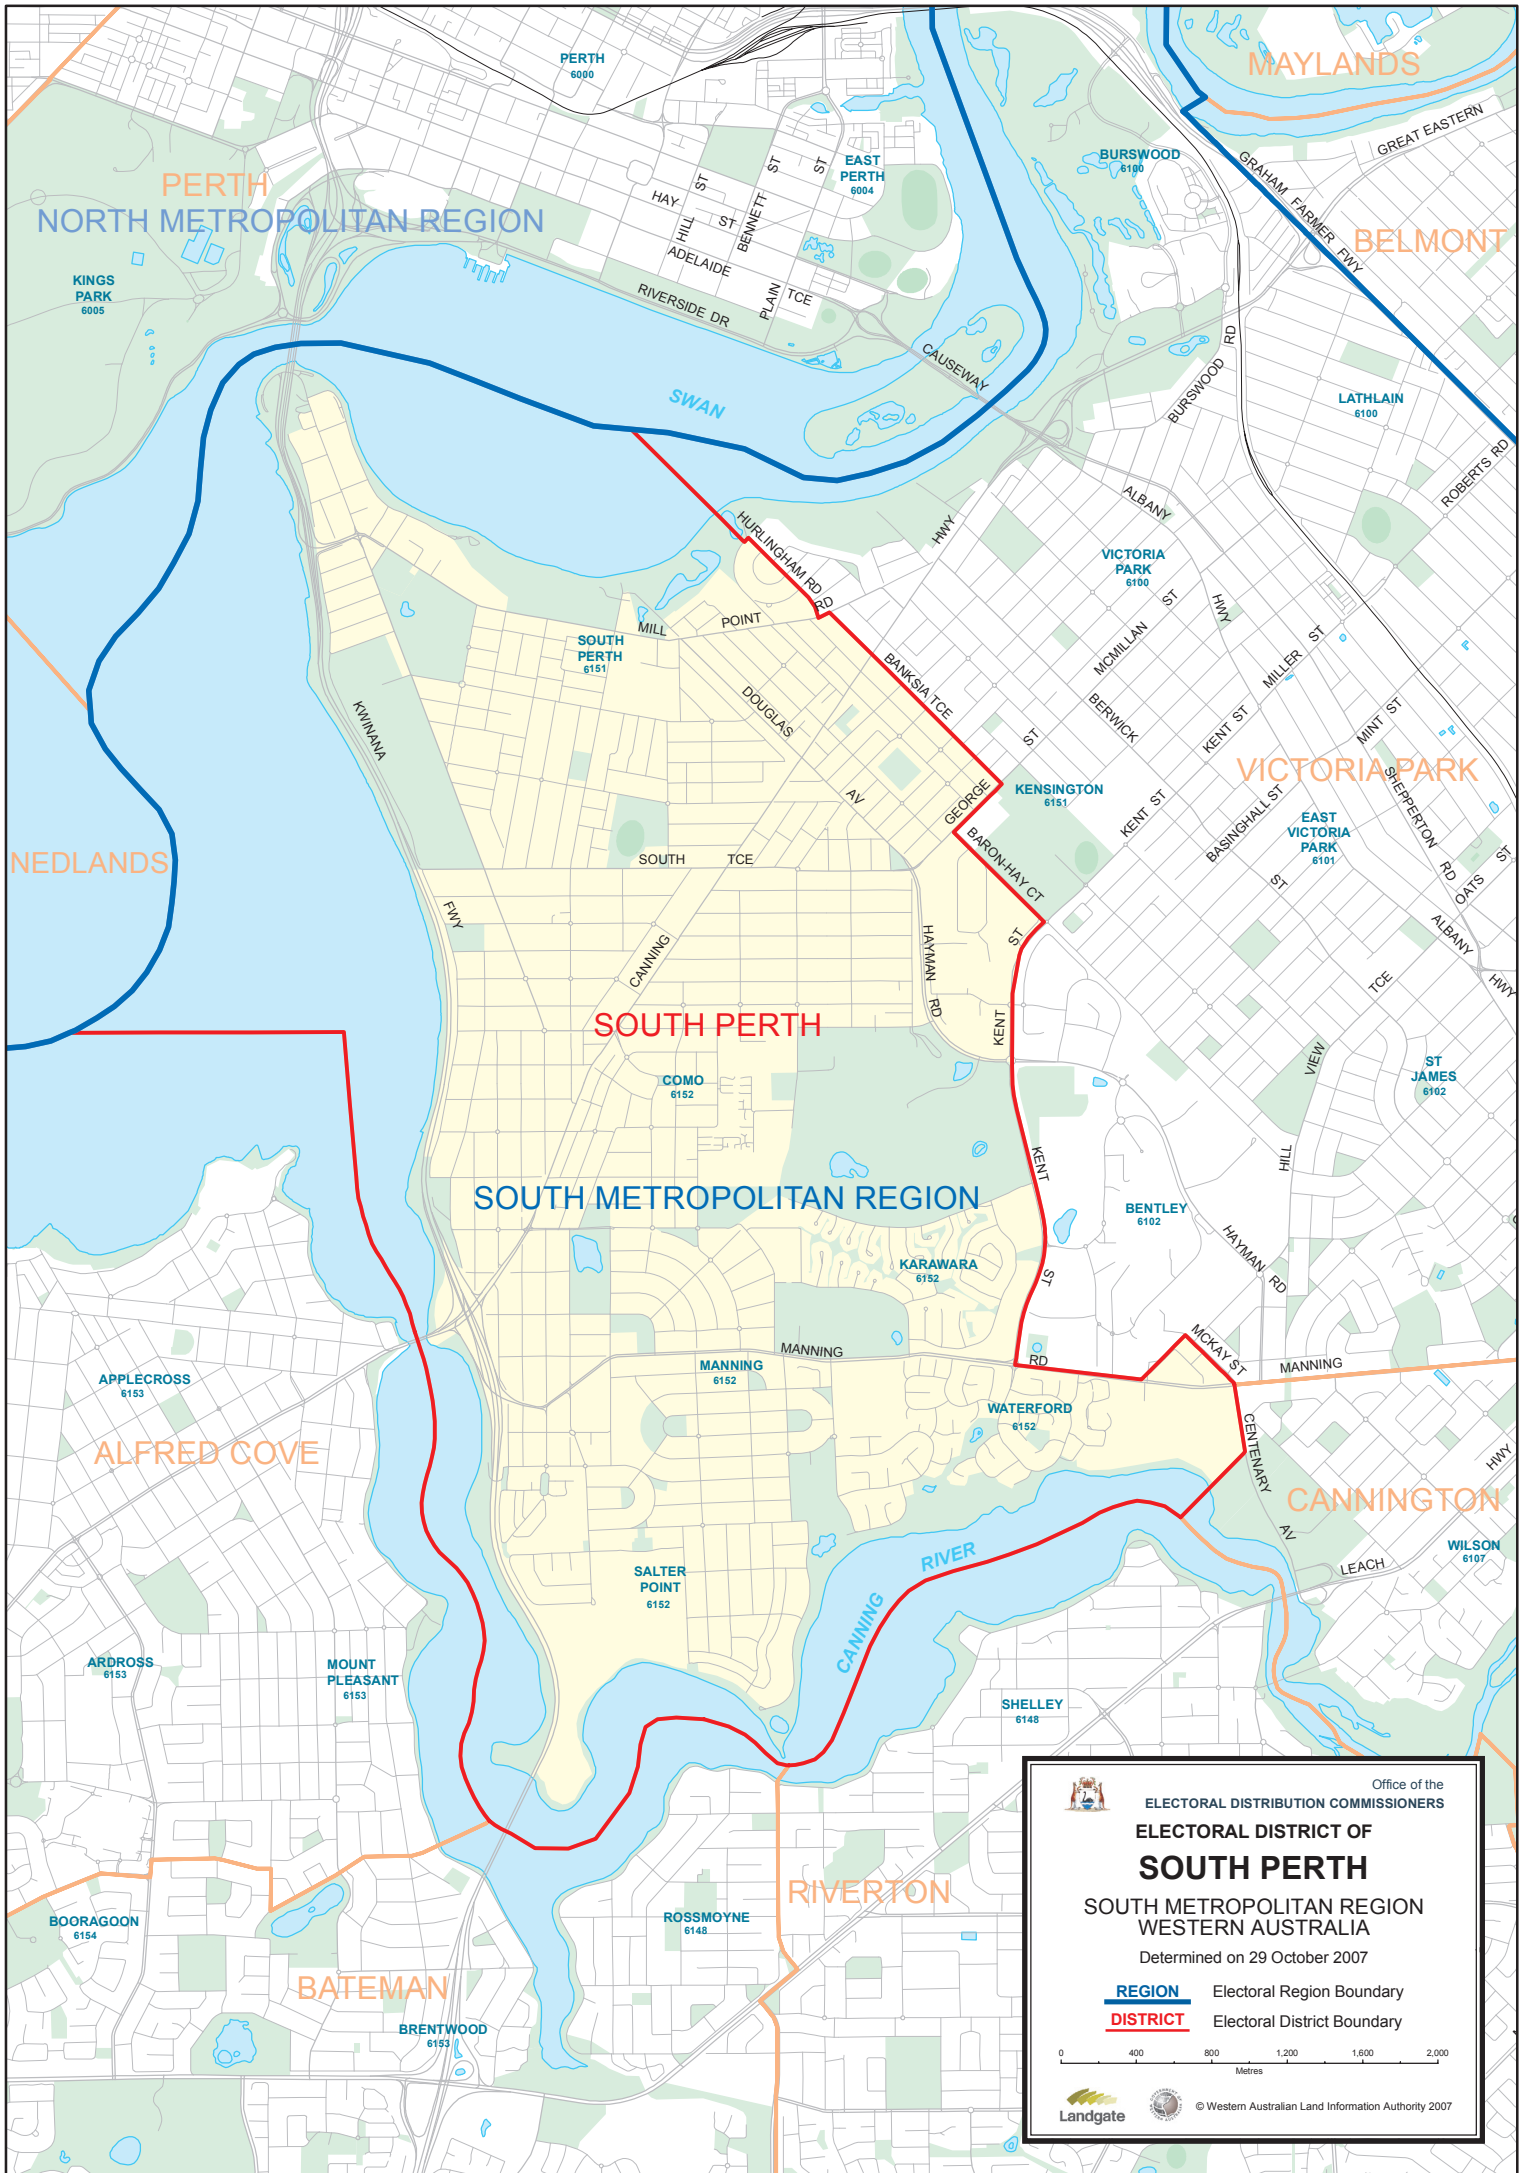 PERTH
6000
MAYLANDS
GREAT EASTERN
BURSWOOD
6100
GRAHAM FARMER FWY
EAST
PERTH
6004
ST
ST
ST
HAY
ST
HILL
BENNETT
ADELAIDE
TCE
PLAIN
RIVERSIDE DR
PERTH
NORTH METROPOLITAN REGION
BELMONT
KINGS
PARK
6005
CAUSEWAY
BURSWOOD RD
SWAN
LATHLAIN
6100
ROBERTS RD
ALBANY
HWY
HWY
HURLINGHAM RD
RD
MILL
POINT
VICTORIA
PARK
6100
MCMILLAN
ST
SOUTH
PERTH
6151
BANKSIA TCE
MILLER ST
BERWICK
ST
KENT ST
MINT ST
DOUGLAS
AV
KWINANA
FWY
VICTORIA PARK
SHEPPERTON
RD
KENSINGTON
6151
GEORGE
KENT ST
BASINGHALL ST
ST
EAST
VICTORIA
PARK
6101
OATS
ST
NEDLANDS
SOUTH
TCE
BARON-HAY CT
ST
ALBANY
HWY
CANNING
HAYMAN
RD
TCE
SOUTH PERTH
KENT
VIEW
ST
JAMES
6102
COMO
6152
KENT
ST
HILL
SOUTH METROPOLITAN REGION
BENTLEY
6102
HAYMAN RD
KARAWARA
6152
MCKAY ST
MANNING
RD
MANNING
MANNING
6152
APPLECROSS
6153
WATERFORD
6152
CENTENARY
AV
HWY
ALFRED COVE
CANNINGTON
WILSON
6107
LEACH
CANNING
RIVER
SALTER
POINT
6152
ARDROSS
6153
MOUNT
PLEASANT
6153
SHELLEY
6148
RIVERTON
ROSSMOYNE
6148
BOORAGOON
6154
BATEMAN
BRENTWOOD
6153
Office of the
ELECTORAL DISTRIBUTION COMMISSIONERS
ELECTORAL DISTRICT OF
SOUTH PERTH
SOUTH METROPOLITAN REGION
WESTERN AUSTRALIA
Determined on 29 October 2007
REGION Electoral Region Boundary
DISTRICT Electoral District Boundary
0 400 800 1,200 1,600 2,000
Metres
Landgate
© Western Australian Land Information Authority 2007